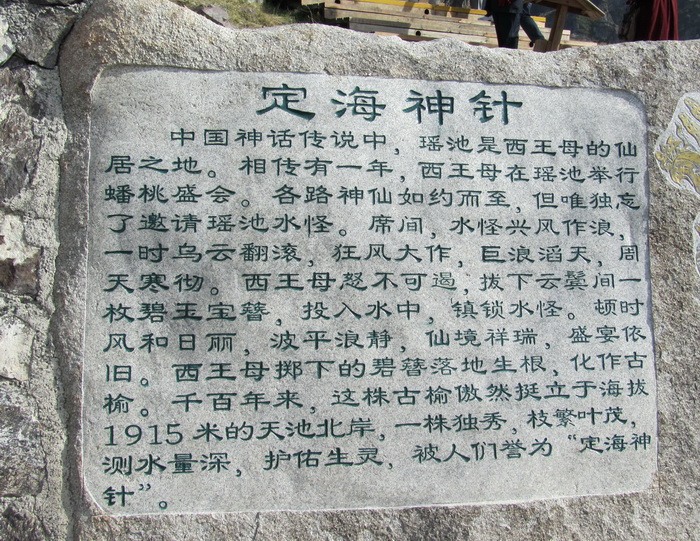 定海神针
中国神话传说中，瑶池是西王母的仙
居之地。相传有一年，西王母在瑶池举行
蟠桃盛会。各路神仙如约而至，但唯独忘
了邀请瑶池水怪。席间，水怪兴风作浪，
一时乌云翻滚，狂风大作，巨浪滔天，周
天寒彻。西王母怒不可遏，拔下云鬓间一
枚碧玉宝簪，投入水中，镇锁水怪。顿时
风和日丽，波平浪静，仙境祥瑞，盛宴依
旧。西王母掷下的碧簪落地生根，化作古
榆。千百年来，这株古榆傲然挺立于海拔
1915米的天池北岸，一株独秀，枝繁叶茂，
测水量深，护佑生灵，被人们誉为“定海神
针”。